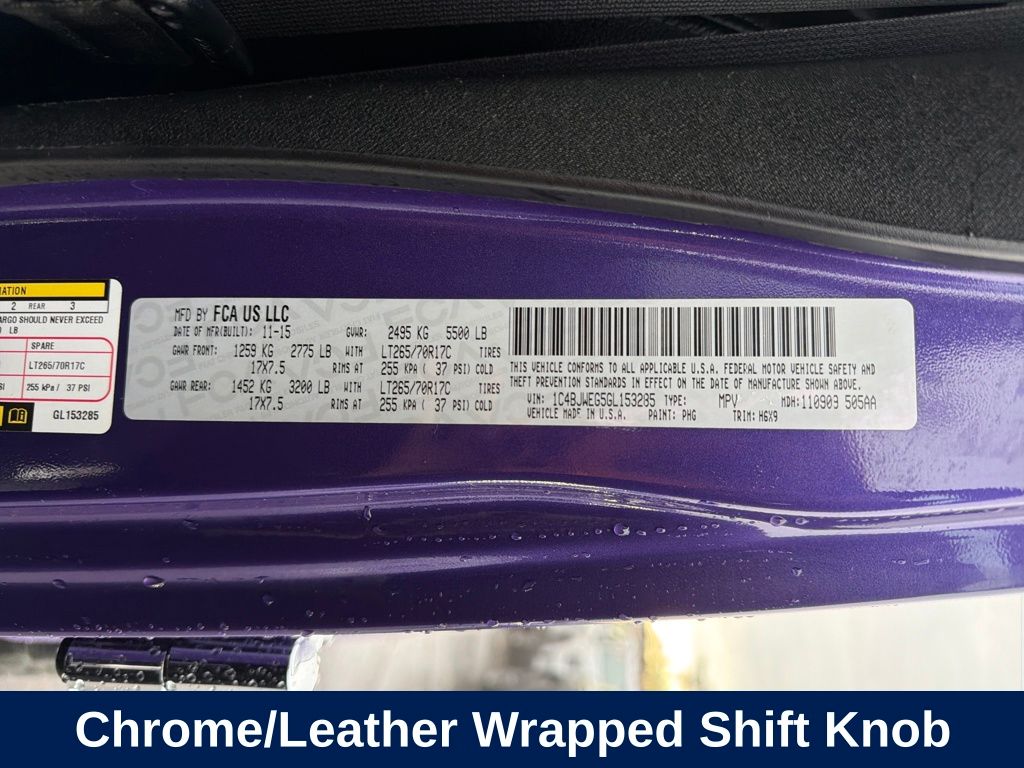 MATION
2 REAR 3
CARGO SHOULD NEVER EXCEED
LB
SPARE
LT265/70R17C
255 kPa / 37 PSI
GL153285
MFD BY FCA US LLC
DATE OF MFR(BUILT): 11-15 GVWR: 2495 KG 5500 LB
GAWR FRONT: 1259 KG 2775 LB WITH LT265/70R17C TIRES
17X7.5 RIMS AT 255 KPA ( 37 PSI) COLD
GAWR REAR: 1452 KG 3200 LB WITH LT265/70R17C TIRES
17X7.5 RIMS AT 255 KPA ( 37 PSI) COLD
THIS VEHICLE CONFORMS TO ALL APPLICABLE U.S.A. FEDERAL MOTOR VEHICLE SAFETY AND
THEFT PREVENTION STANDARDS IN EFFECT ON THE DATE OF MANUFACTURE SHOWN ABOVE.
VIN: 1C4BJWEG5GL153285 TYPE: MPV MDH: 110903 505AA
VEHICLE MADE IN U.S.A. PAINT: PHG TRIM: H6X9
Chrome/Leather Wrapped Shift Knob